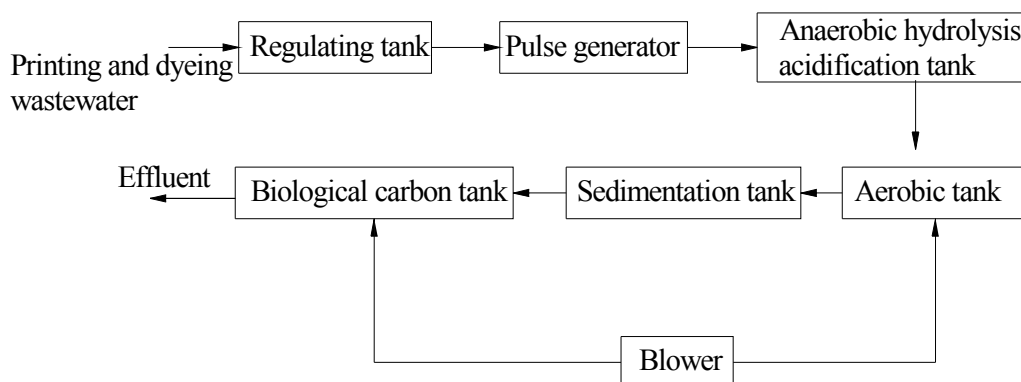 Printing and dyeing
wastewater
Regulating tank
Pulse generator
Anaerobic hydrolysis
acidification tank
Effluent
Biological carbon tank
Sedimentation tank
Aerobic tank
Blower